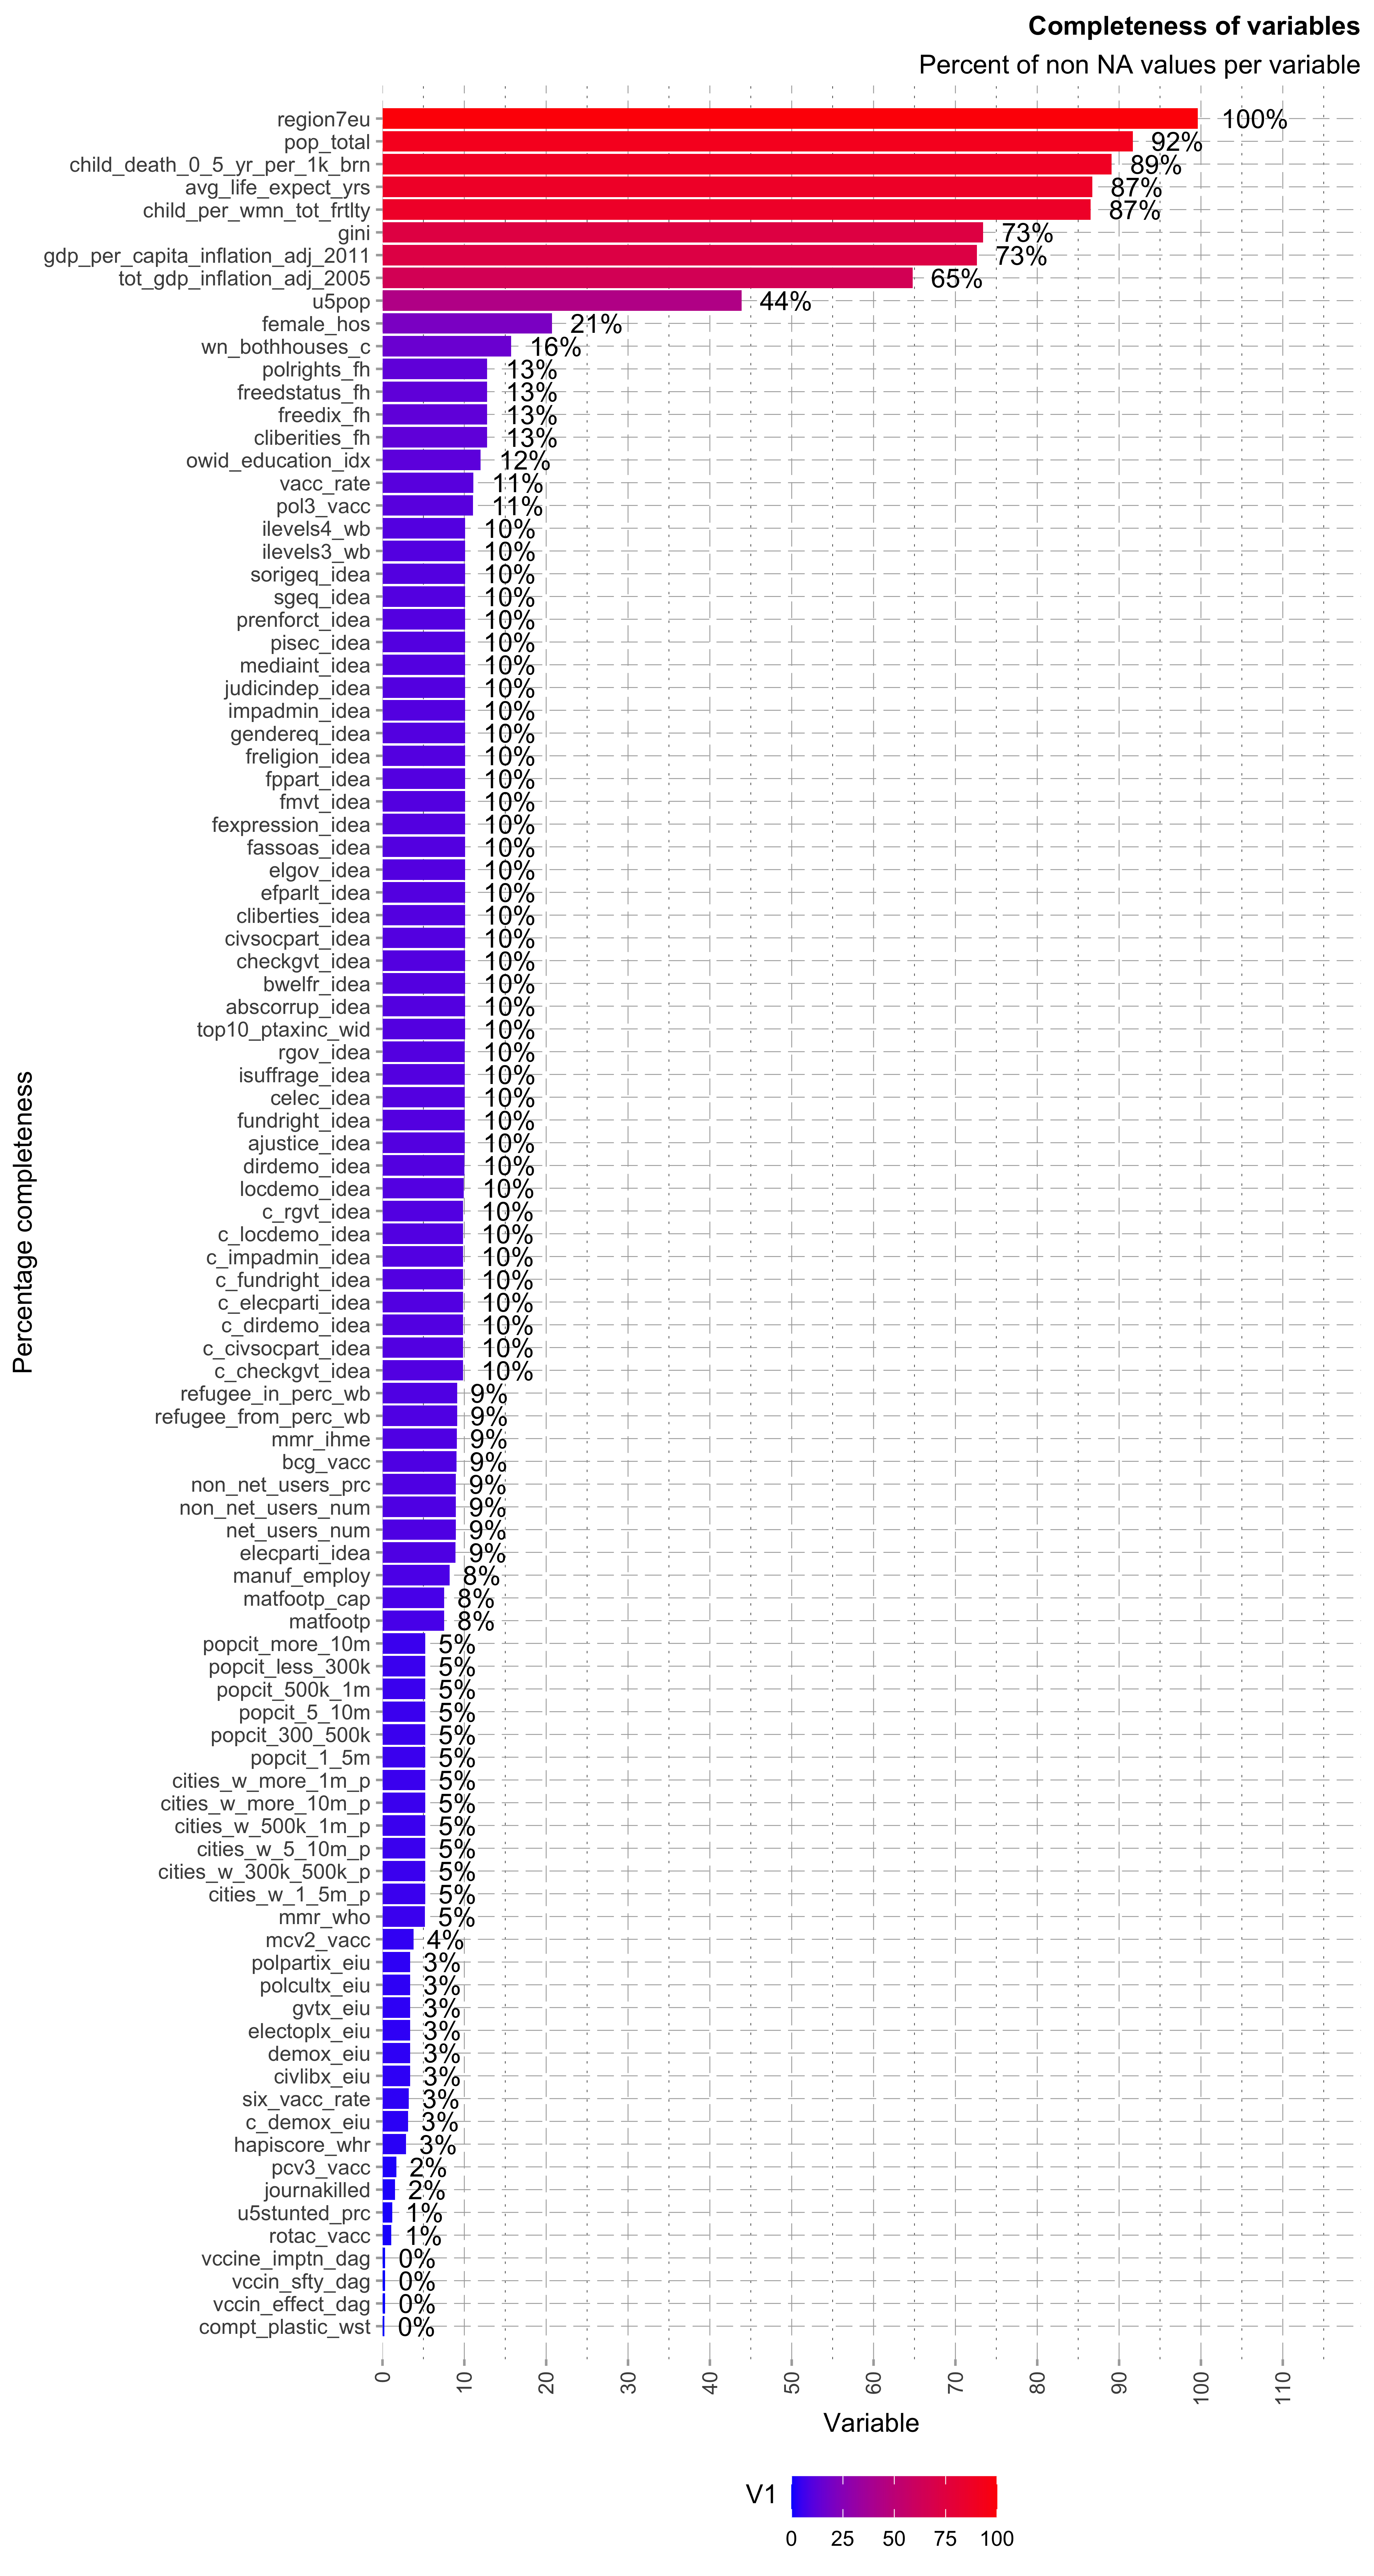 Completeness of variables
Percent of non NA values per variable
region7eu 100%
pop_total 92%
child_death_0_5_yr_per_1k_brn 89%
avg_life_expect_yrs 87%
child_per_wmn_tot_frtlty 87%
gini 73%
gdp_per_capita_inflation_adj_2011 73%
tot_gdp_inflation_adj_2005 65%
u5pop 44%
female_hos 21%
wn_bothhouses_c 16%
polrights_fh 13%
freedstatus_fh 13%
freedix_fh 13%
cliberities_fh 13%
owid_education_idx 12%
vacc_rate 11%
pol3_vacc 11%
ilevels4_wb 10%
ilevels3_wb 10%
sorigeq_idea 10%
sgeq_idea 10%
prenforct_idea 10%
pisec_idea 10%
mediaint_idea 10%
judicindep_idea 10%
impadmin_idea 10%
gendereq_idea 10%
freligion_idea 10%
fppart_idea 10%
fmvt_idea 10%
fexpression_idea 10%
fassoas_idea 10%
elgov_idea 10%
efparlt_idea 10%
cliberties_idea 10%
civsocpart_idea 10%
checkgvt_idea 10%
bwelfr_idea 10%
abscorrup_idea 10%
top10_ptaxinc_wid 10%
rgov_idea 10%
isuffrage_idea 10%
celec_idea 10%
fundright_idea 10%
ajustice_idea 10%
dirdemo_idea 10%
locdemo_idea 10%
c_rgvt_idea 10%
c_locdemo_idea 10%
c_impadmin_idea 10%
c_fundright_idea 10%
c_elecparti_idea 10%
c_dirdemo_idea 10%
c_civsocpart_idea 10%
c_checkgvt_idea 10%
refugee_in_perc_wb 9%
refugee_from_perc_wb 9%
mmr_ihme 9%
bcg_vacc 9%
non_net_users_prc 9%
non_net_users_num 9%
net_users_num 9%
elecparti_idea 9%
manuf_employ 8%
matfootp_cap 8%
matfootp 8%
popcit_more_10m 5%
popcit_less_300k 5%
popcit_500k_1m 5%
popcit_5_10m 5%
popcit_300_500k 5%
popcit_1_5m 5%
cities_w_more_1m_p 5%
cities_w_more_10m_p 5%
cities_w_500k_1m_p 5%
cities_w_5_10m_p 5%
cities_w_300k_500k_p 5%
cities_w_1_5m_p 5%
mmr_who 5%
mcv2_vacc 4%
polpartix_eiu 3%
polcultx_eiu 3%
gvtx_eiu 3%
electoplx_eiu 3%
demox_eiu 3%
civlibx_eiu 3%
six_vacc_rate 3%
c_demox_eiu 3%
hapiscore_whr 3%
pcv3_vacc 2%
journakilled 2%
u5stunted_prc 1%
rotac_vacc 1%
vccine_imptn_dag 0%
vccin_sfty_dag 0%
vccin_effect_dag 0%
compt_plastic_wst 0%
Percentage completeness
0 10 20 30 40 50 60 70 80 90 100 110
Variable
V1
0 25 50 75 100